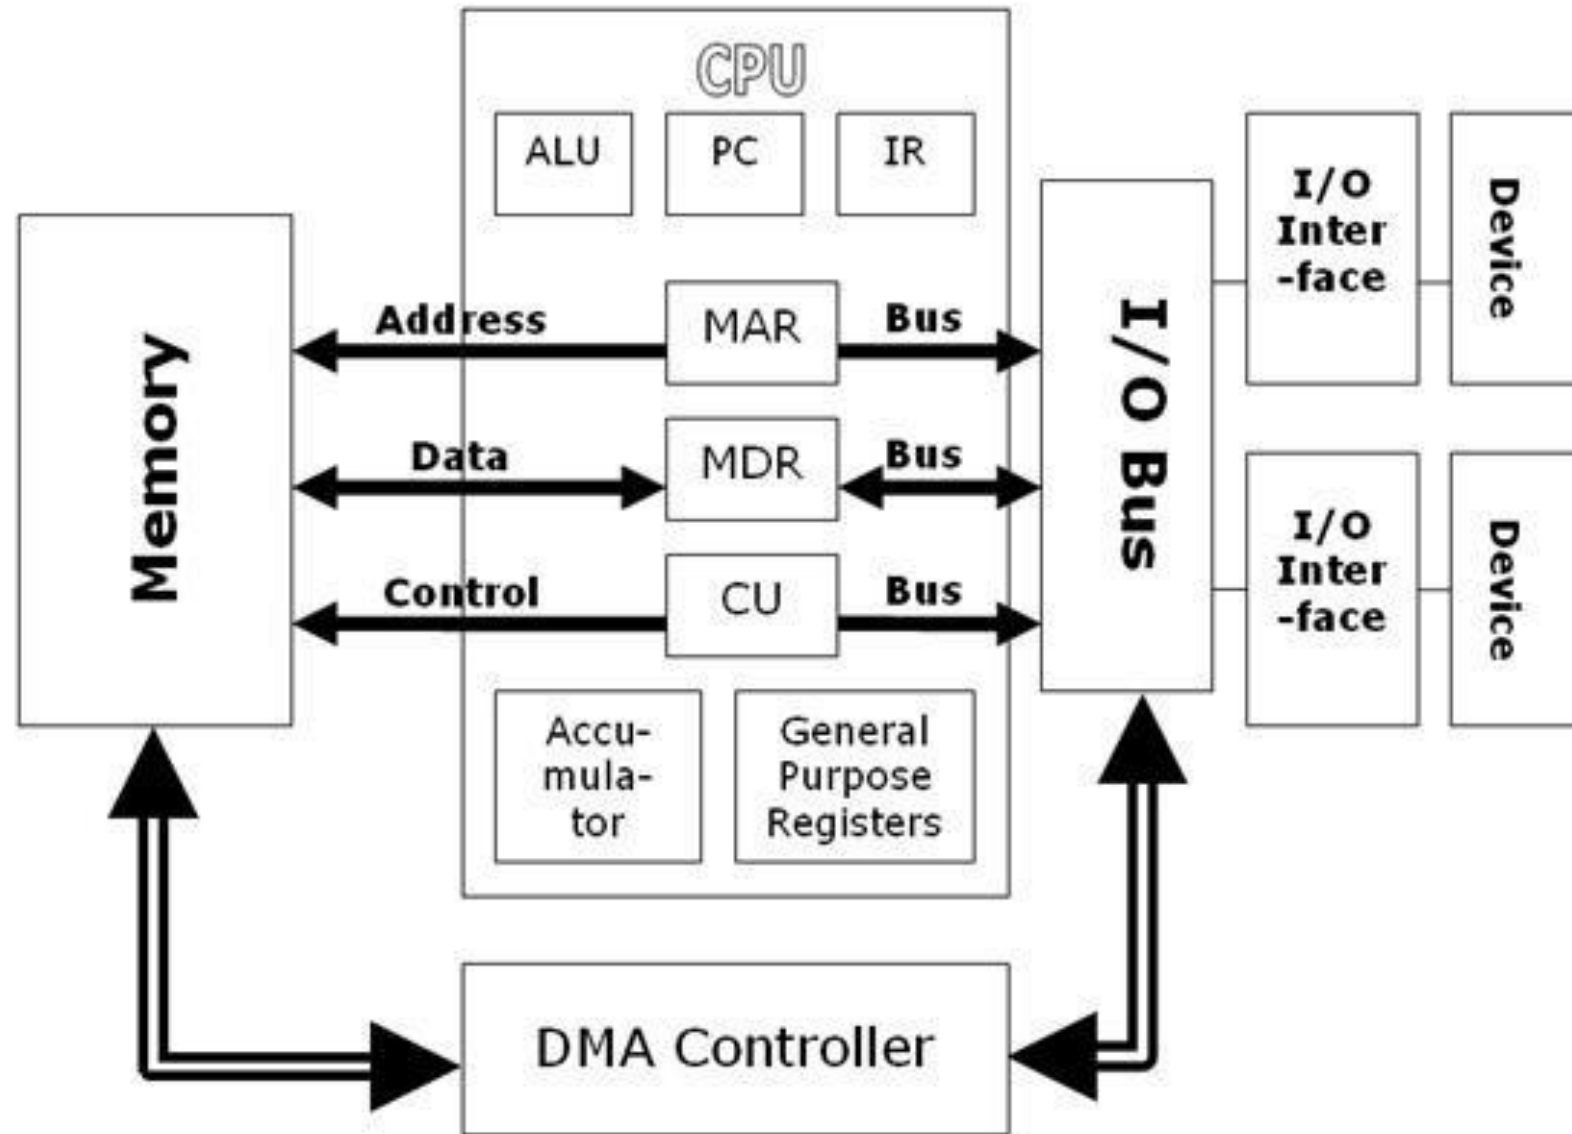 CPU
ALU
PC
IR
Memory
Address
MAR
Bus
Data
MDR
Bus
Control
CU
Bus
Accu-
mula-
tor
General
Purpose
Registers
I/O Bus
I/O
Inter
-face
Device
I/O
Inter
-face
Device
DMA Controller